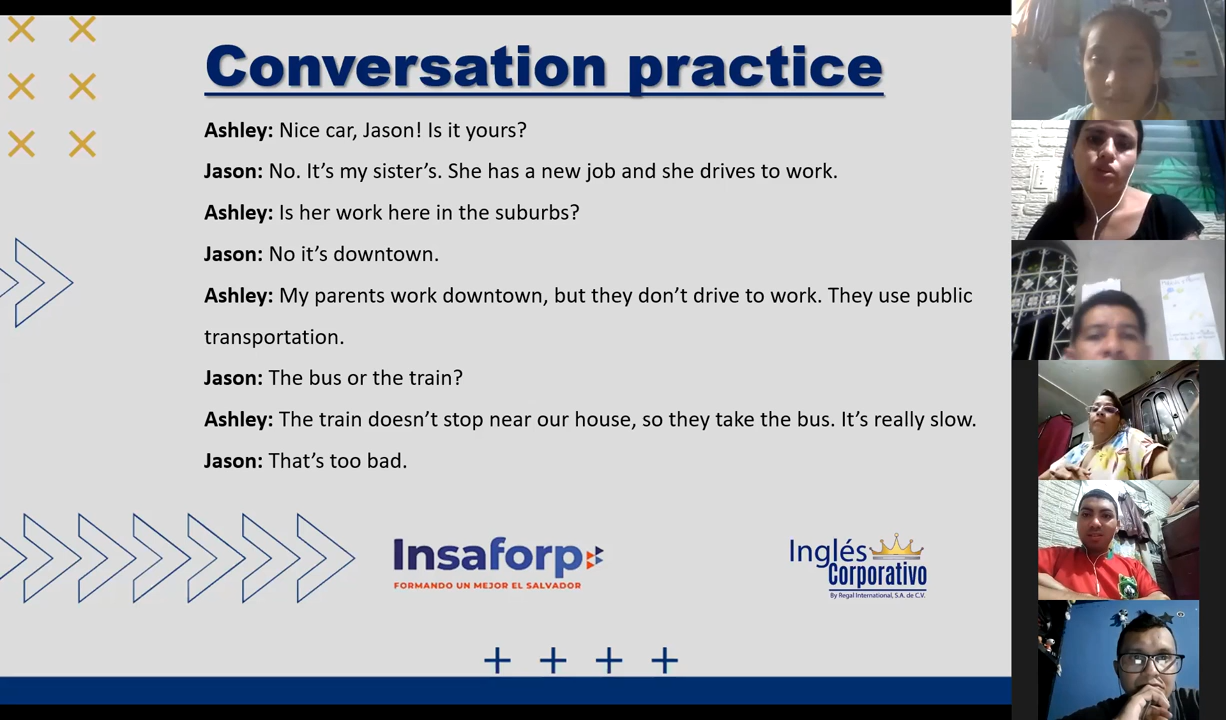 Conversation practice
Ashley: Nice car, Jason! Is it yours?
Jason: No. It’s my sister’s. She has a new job and she drives to work.
Ashley: Is her work here in the suburbs?
Jason: No it’s downtown.
Ashley: My parents work downtown, but they don’t drive to work. They use public
transportation.
Jason: The bus or the train?
Ashley: The train doesn’t stop near our house, so they take the bus. It’s really slow.
Jason: That’s too bad.
Insaforp
FORMANDO UN MEJOR EL SALVADOR
Inglés
Corporativo
By Regal International, S.A. de C.V.